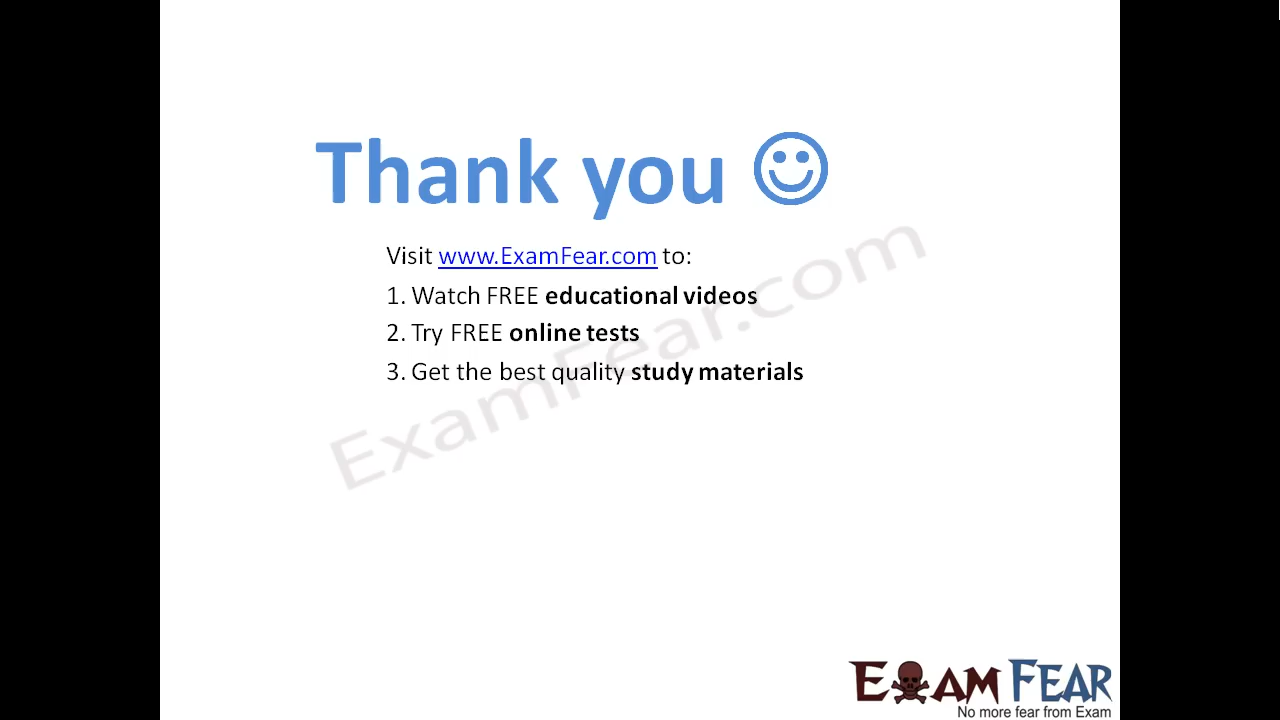 Thank you
Visit www.ExamFear.com to:
1. Watch FREE educational videos
2. Try FREE online tests
3. Get the best quality study materials
ExamFear.com
EXAM FEAR
No more fear from Exam